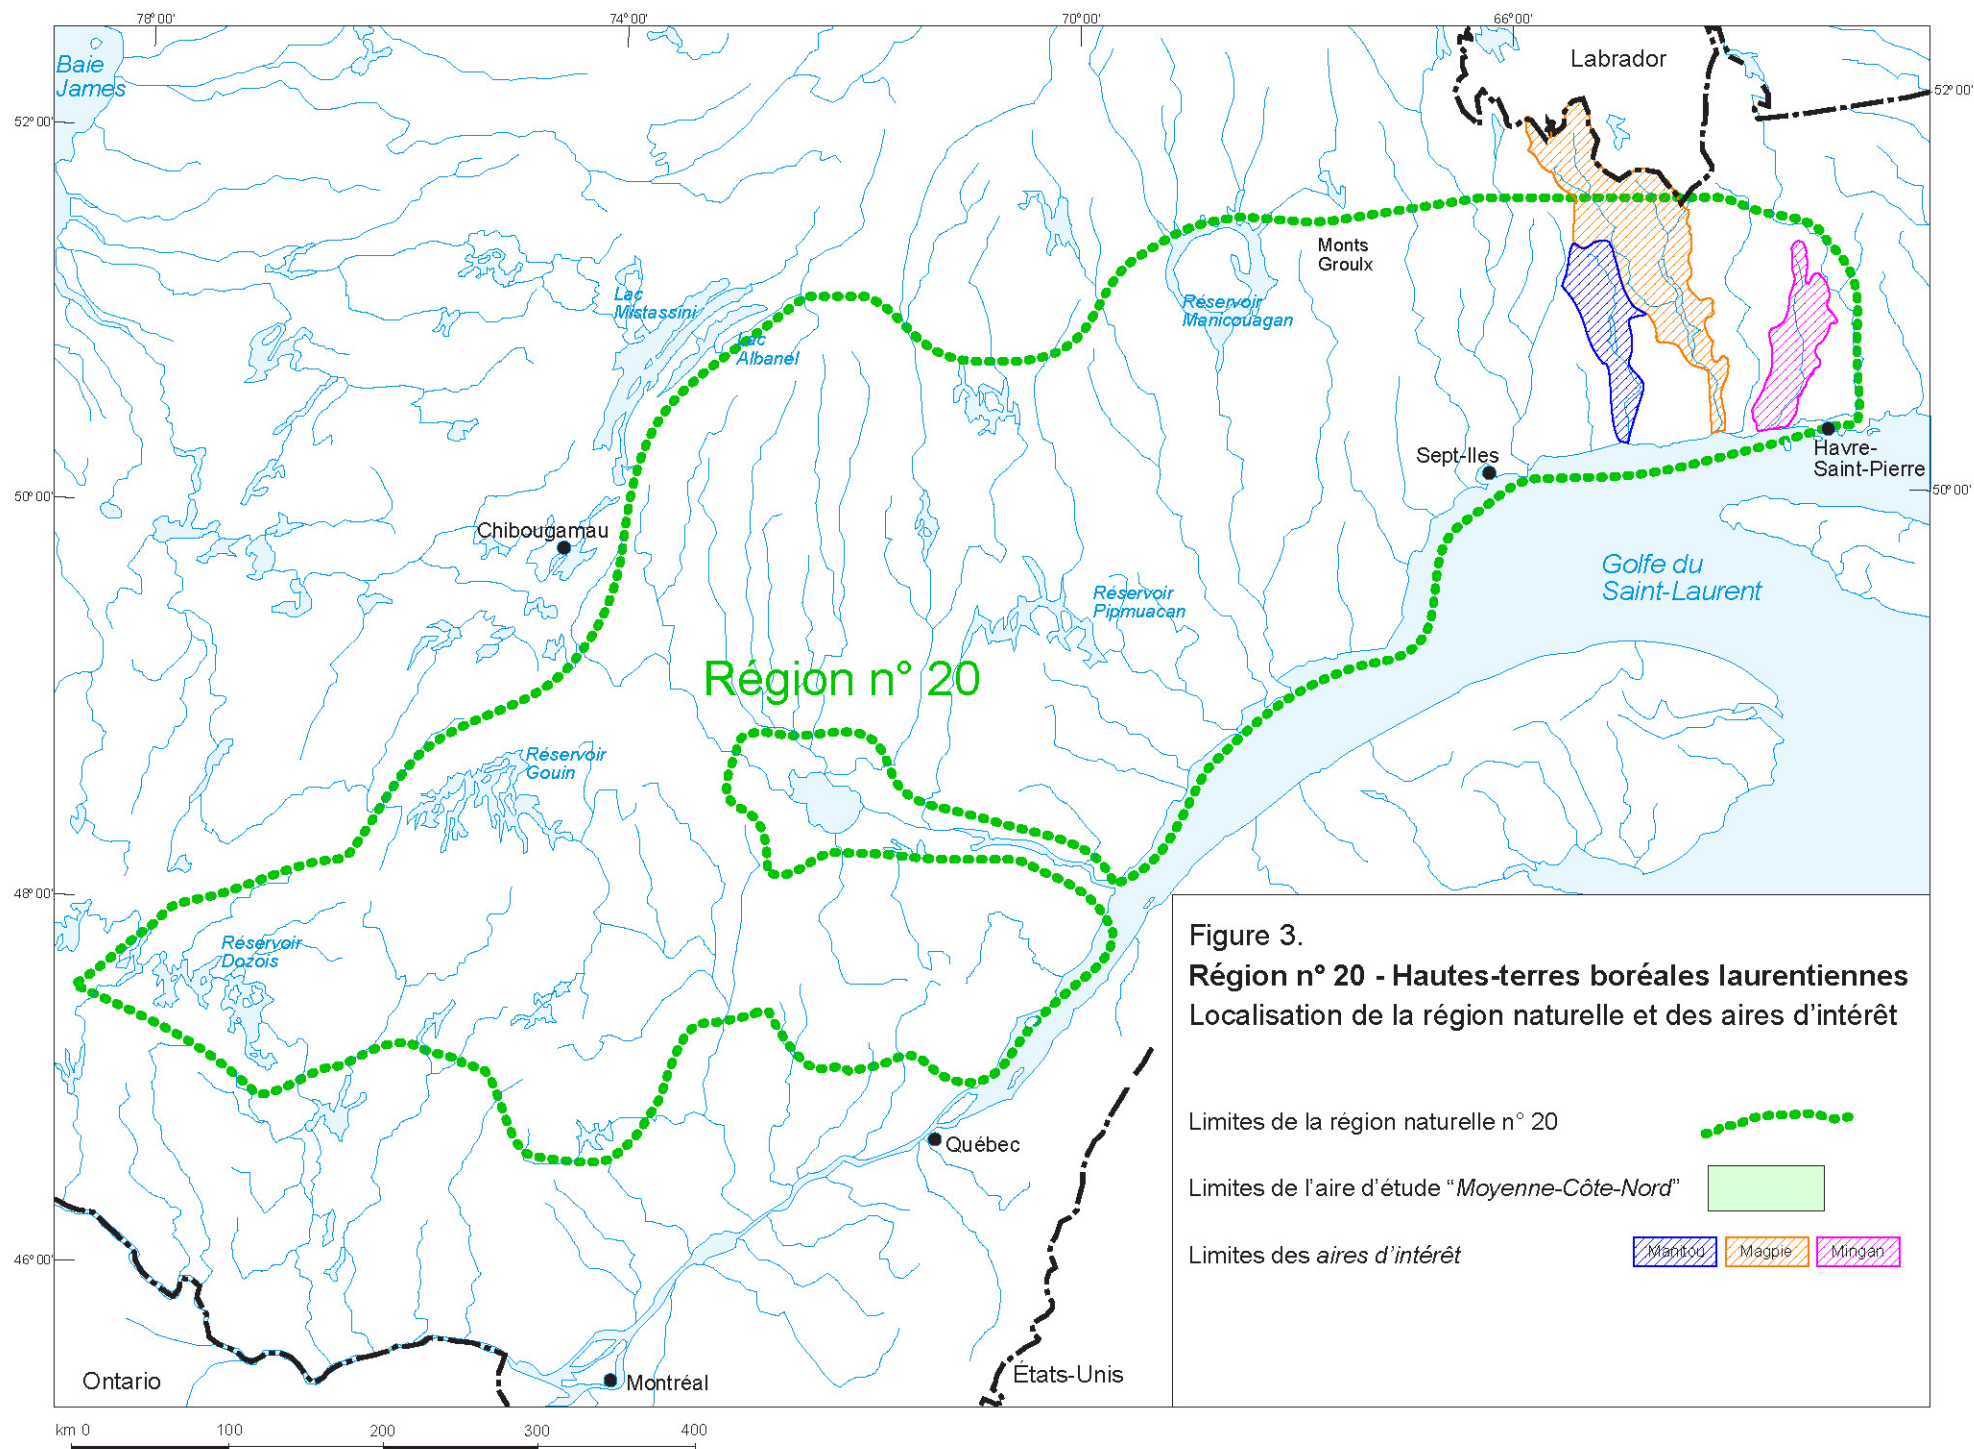 78° 00'
74° 00'
70° 00'
66° 00'
Baie
James
Labrador
52° 00'
52° 00'
Monts
Groulx
Lac
Mistassini
Réservoir
Manicouagan
Lac
Albanel
Sept-Iles
Havre-
Saint-Pierre
50° 00'
50° 00'
Chibougamau
Golfe du
Saint-Laurent
Réservoir
Pipmuacan
Région n° 20
Réservoir
Gouin
48° 00'
Réservoir
Dozois
Figure 3.
Région n° 20 - Hautes-terres boréales laurentiennes
Localisation de la région naturelle et des aires d'intérêt
Limites de la région naturelle n° 20
Québec
Limites de l'aire d'étude “Moyenne-Côte-Nord”
46° 00'
Limites des aires d'intérêt
Manitou
Magpie
Mingan
Ontario
Montréal
États-Unis
km 0
100
200
300
400